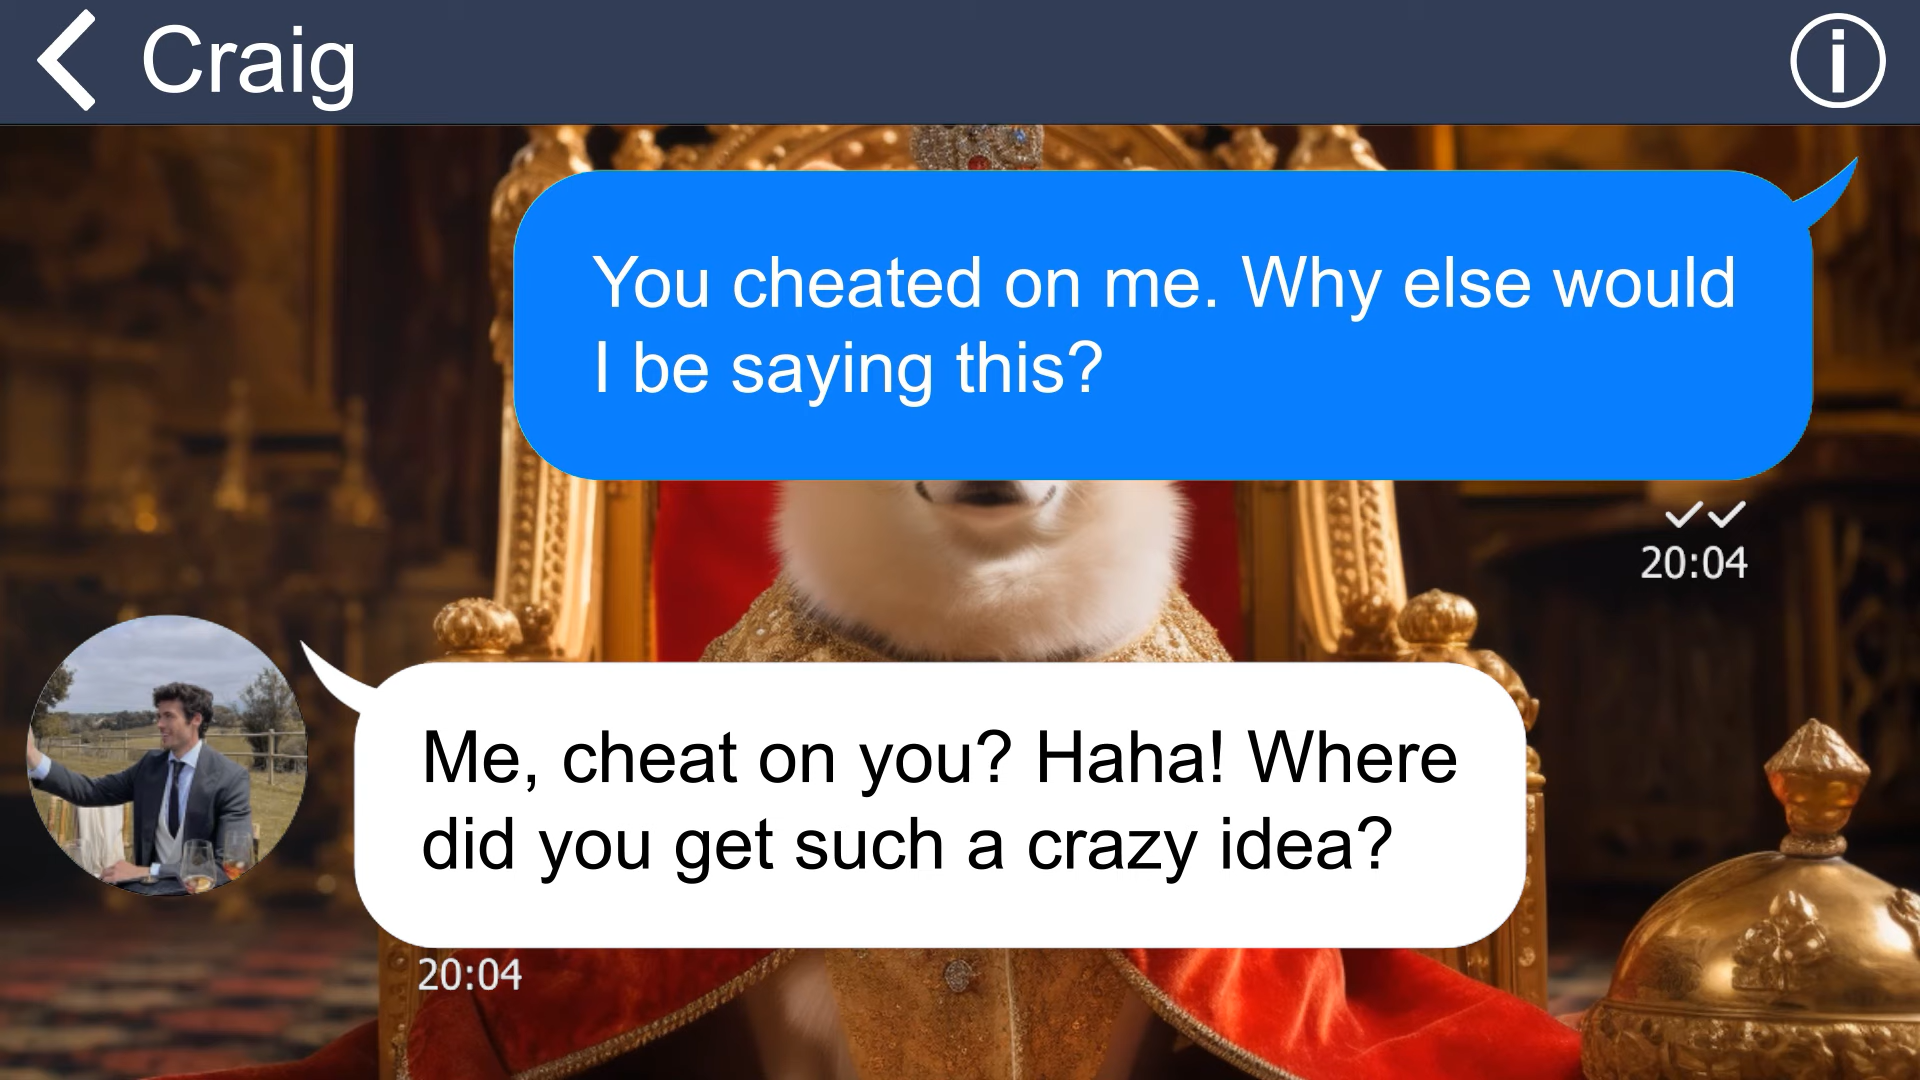 Craig
You cheated on me. Why else would
I be saying this?
20:04
Me, cheat on you? Haha! Where
did you get such a crazy idea?
20:04